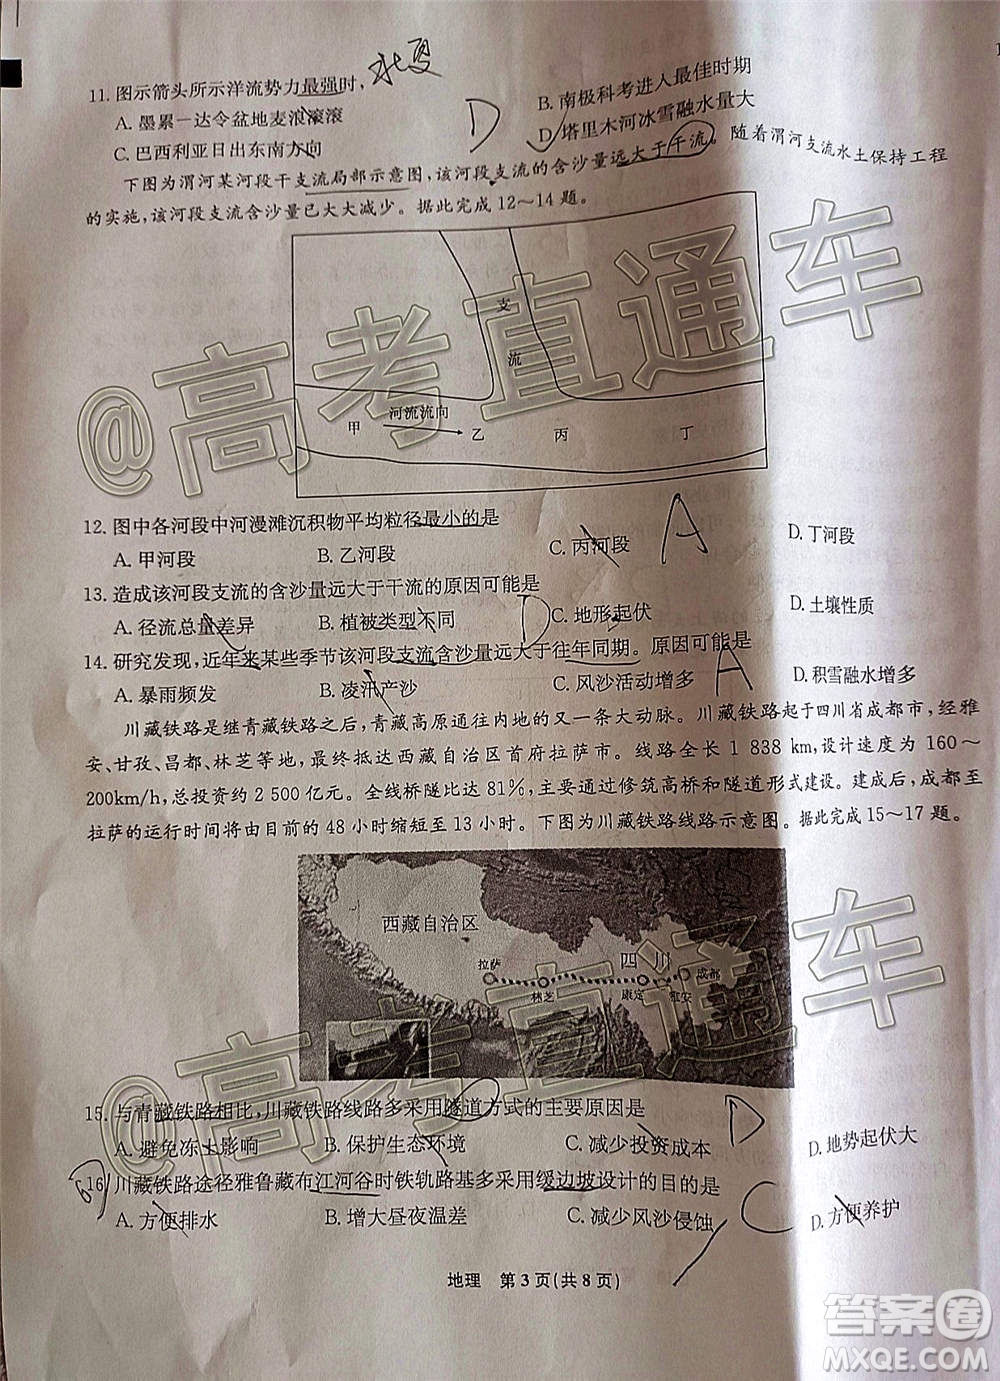 11. 图示箭头所示洋流势力最强时,
北夏
A. 墨累—达令盆地麦浪滚滚 B. 南极科考进入最佳时期
C. 巴西利亚日出东南方向 D. 塔里木河冰雪融水量大
D
下图为渭河某河段干支流局部示意图,该河段支流的含沙量远大于干流。随着渭河支流水土保持工程
的实施,该河段支流含沙量已大大减少。据此完成12～14题。
支
流
河流流向
甲 乙 丙 丁
12. 图中各河段中河漫滩沉积物平均粒径最小的是
A. 甲河段 B. 乙河段 C. 丙河段 D. 丁河段
A
13. 造成该河段支流的含沙量远大于干流的原因可能是
A. 径流总量差异 B. 植被类型不同 C. 地形起伏 D. 土壤性质
D
14. 研究发现,近年来某些季节该河段支流含沙量远大于往年同期。原因可能是
A. 暴雨频发 B. 凌汛产沙 C. 风沙活动增多 D. 积雪融水增多
A
川藏铁路是继青藏铁路之后,青藏高原通往内地的又一条大动脉。川藏铁路起于四川省成都市,经雅
安、甘孜、昌都、林芝等地,最终抵达西藏自治区首府拉萨市。线路全长 1 838 km,设计速度为 160～
200km/h,总投资约 2 500 亿元。全线桥隧比达 81%,主要通过修筑高桥和隧道形式建设。建成后,成都至
拉萨的运行时间将由目前的 48 小时缩短至 13 小时。下图为川藏铁路线路示意图。据此完成15～17题。
西藏自治区
拉萨
林芝
四川
康定
雅安
成都
15. 与青藏铁路相比,川藏铁路线路多采用隧道方式的主要原因是
A. 避免冻土影响 B. 保护生态环境 C. 减少投资成本 D. 地势起伏大
D
16. 川藏铁路途径雅鲁藏布江河谷时铁轨路基多采用缓边坡设计的目的是
A. 方便排水 B. 增大昼夜温差 C. 减少风沙侵蚀 D. 方便养护
C
地理 第 3 页(共 8 页)
@高考直通车
@高考直通车
答案圈
MXQE.COM